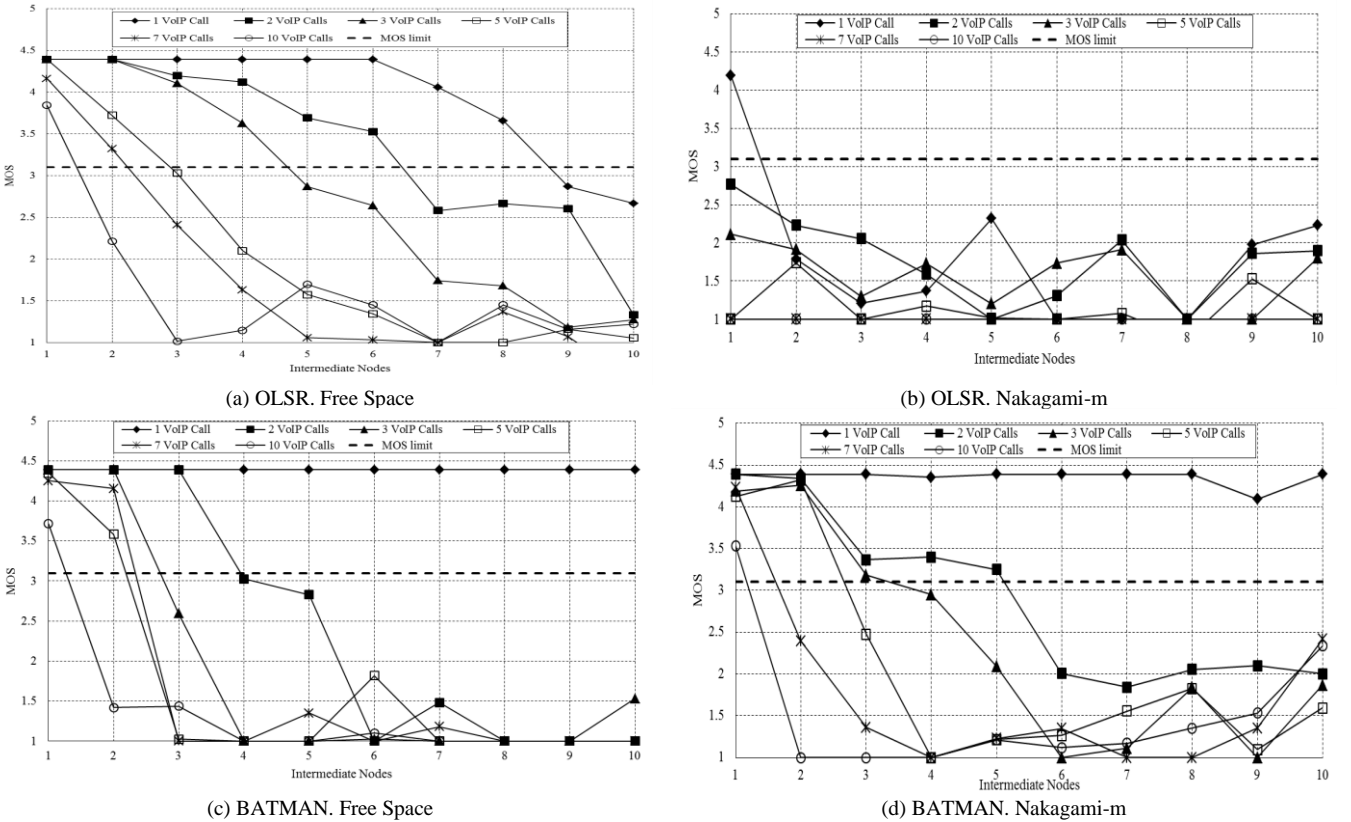 1 VoIP Call 2 VoIP Calls 3 VoIP Calls 5 VoIP Calls
7 VoIP Calls 10 VoIP Calls MOS limit
5
4.5
4
3.5
3
2.5
2
1.5
1
MOS
1 2 3 4 5 6 7 8 9 10
Intermediate Nodes
(a) OLSR. Free Space
1 VoIP Call 2 VoIP Calls 3 VoIP Calls 5 VoIP Calls
7 VoIP Calls 10 VoIP Calls MOS limit
5
4.5
4
3.5
3
2.5
2
1.5
1
MOS
1 2 3 4 5 6 7 8 9 10
Intermediate Nodes
(b) OLSR. Nakagami-m
1 VoIP Call 2 VoIP Calls 3 VoIP Calls 5 VoIP Calls
7 VoIP Calls 10 VoIP Calls MOS limit
5
4.5
4
3.5
3
2.5
2
1.5
1
MOS
1 2 3 4 5 6 7 8 9 10
Intermediate Nodes
(c) BATMAN. Free Space
1 VoIP Call 2 VoIP Calls 3 VoIP Calls 5 VoIP Calls
7 VoIP Calls 10 VoIP Calls MOS limit
5
4.5
4
3.5
3
2.5
2
1.5
1
MOS
1 2 3 4 5 6 7 8 9 10
Intermediate Nodes
(d) BATMAN. Nakagami-m